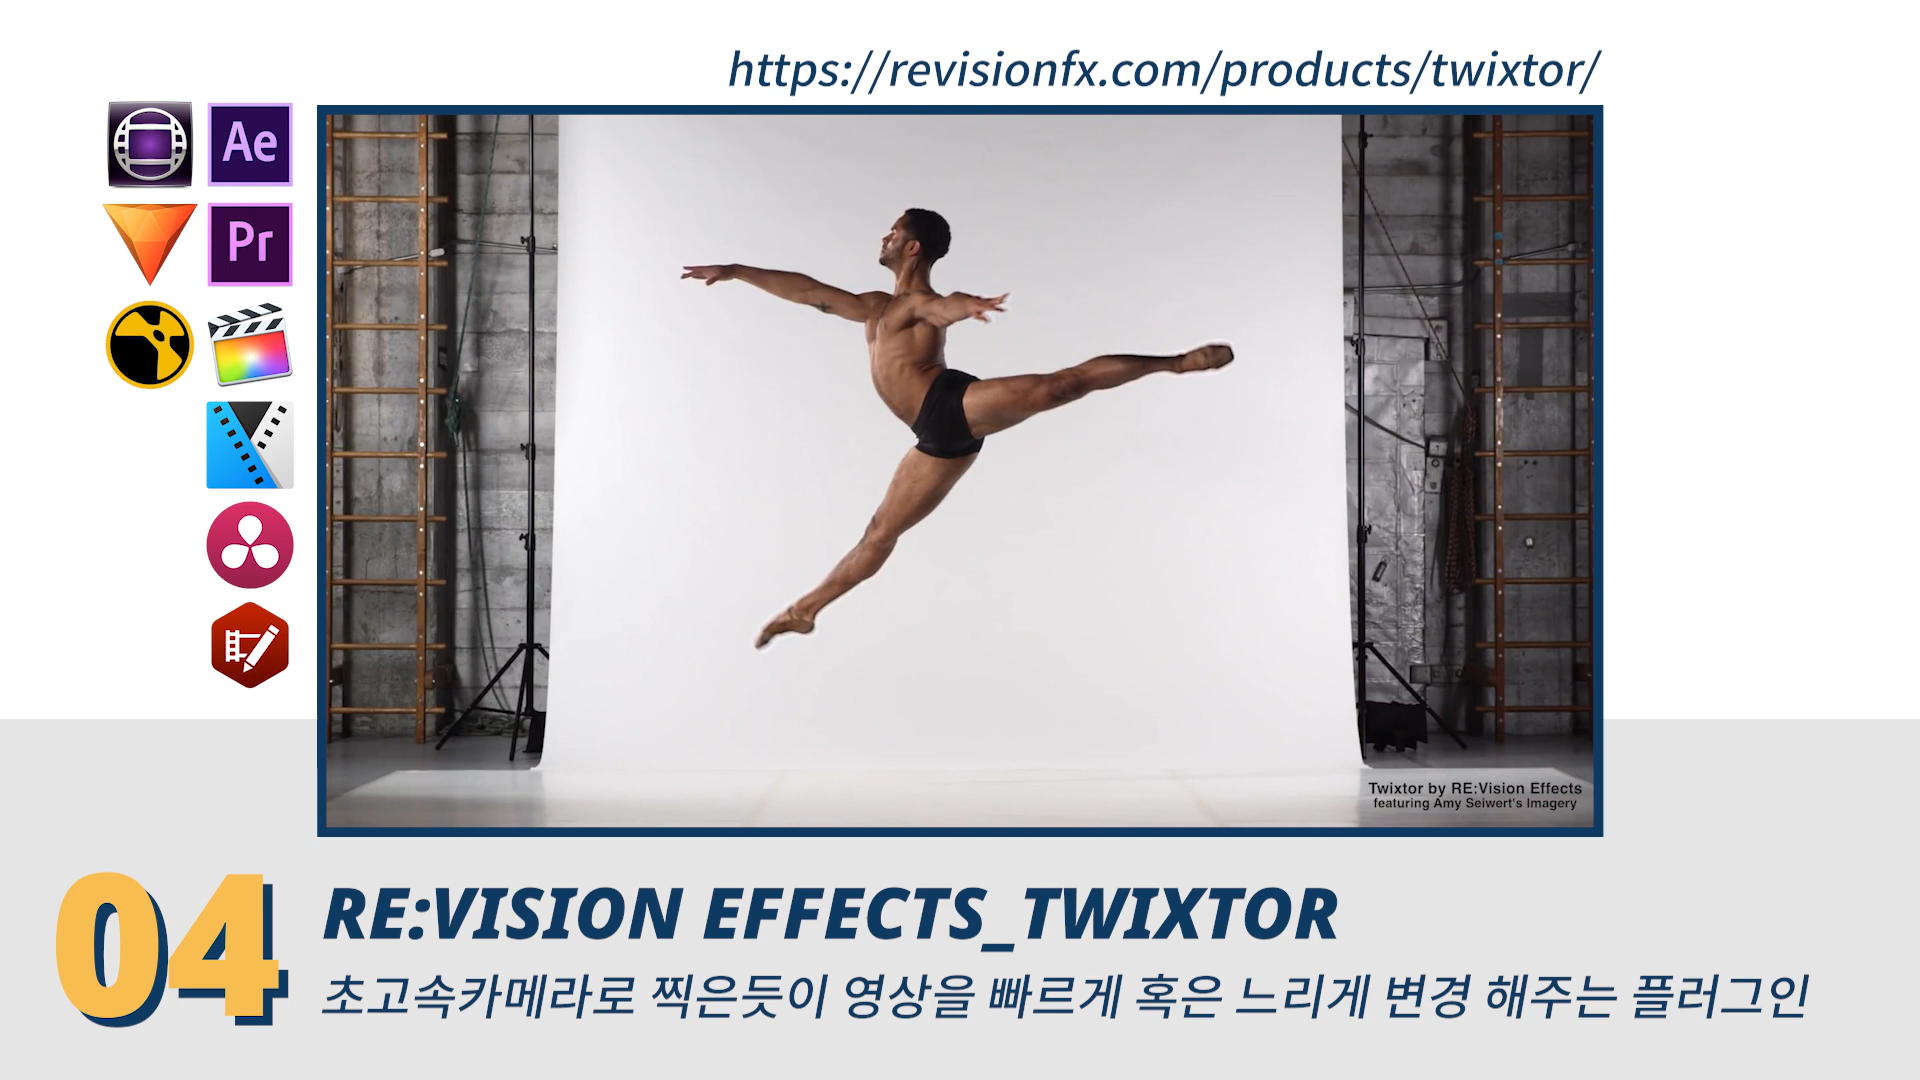 https://revisionfx.com/products/twixtor/
Ae
Pr
Twixtor by RE:Vision Effects
featuring Amy Seiwert's Imagery
04
RE:VISION EFFECTS_TWIXTOR
초고속카메라로 찍은듯이 영상을 빠르게 혹은 느리게 변경 해주는 플러그인